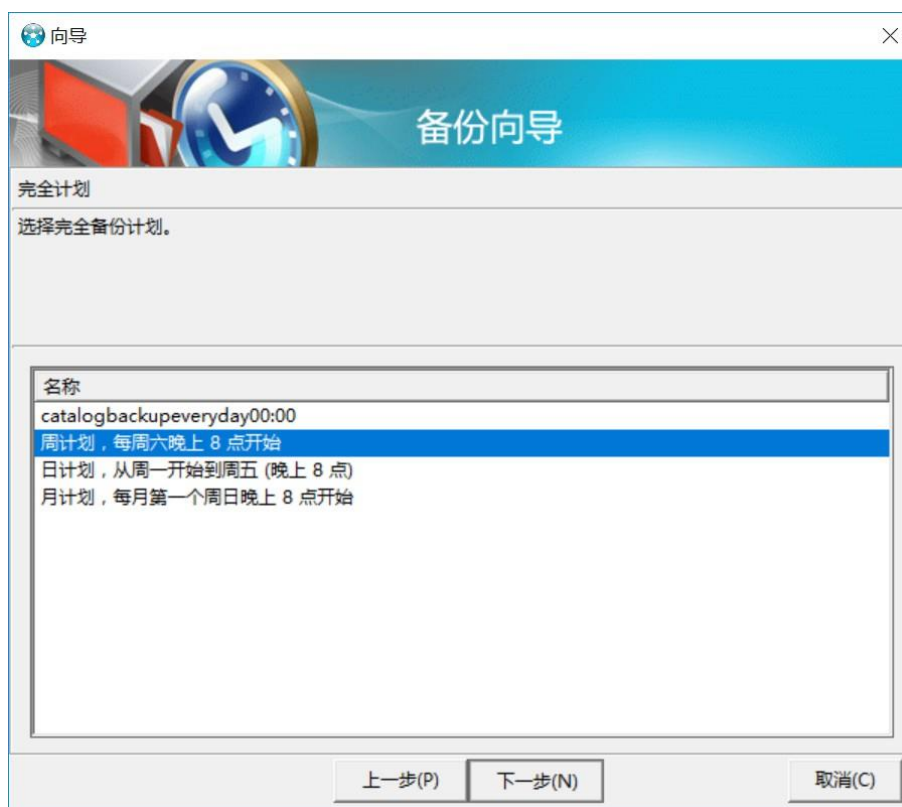 向导
备份向导
完全计划
选择完全备份计划。
名称
catalogbackupeveryday00:00
周计划，每周六晚上 8 点开始
日计划，从周一开始到周五 (晚上 8 点)
月计划，每月第一个周日晚上 8 点开始
上一步(P) 下一步(N) 取消(C)